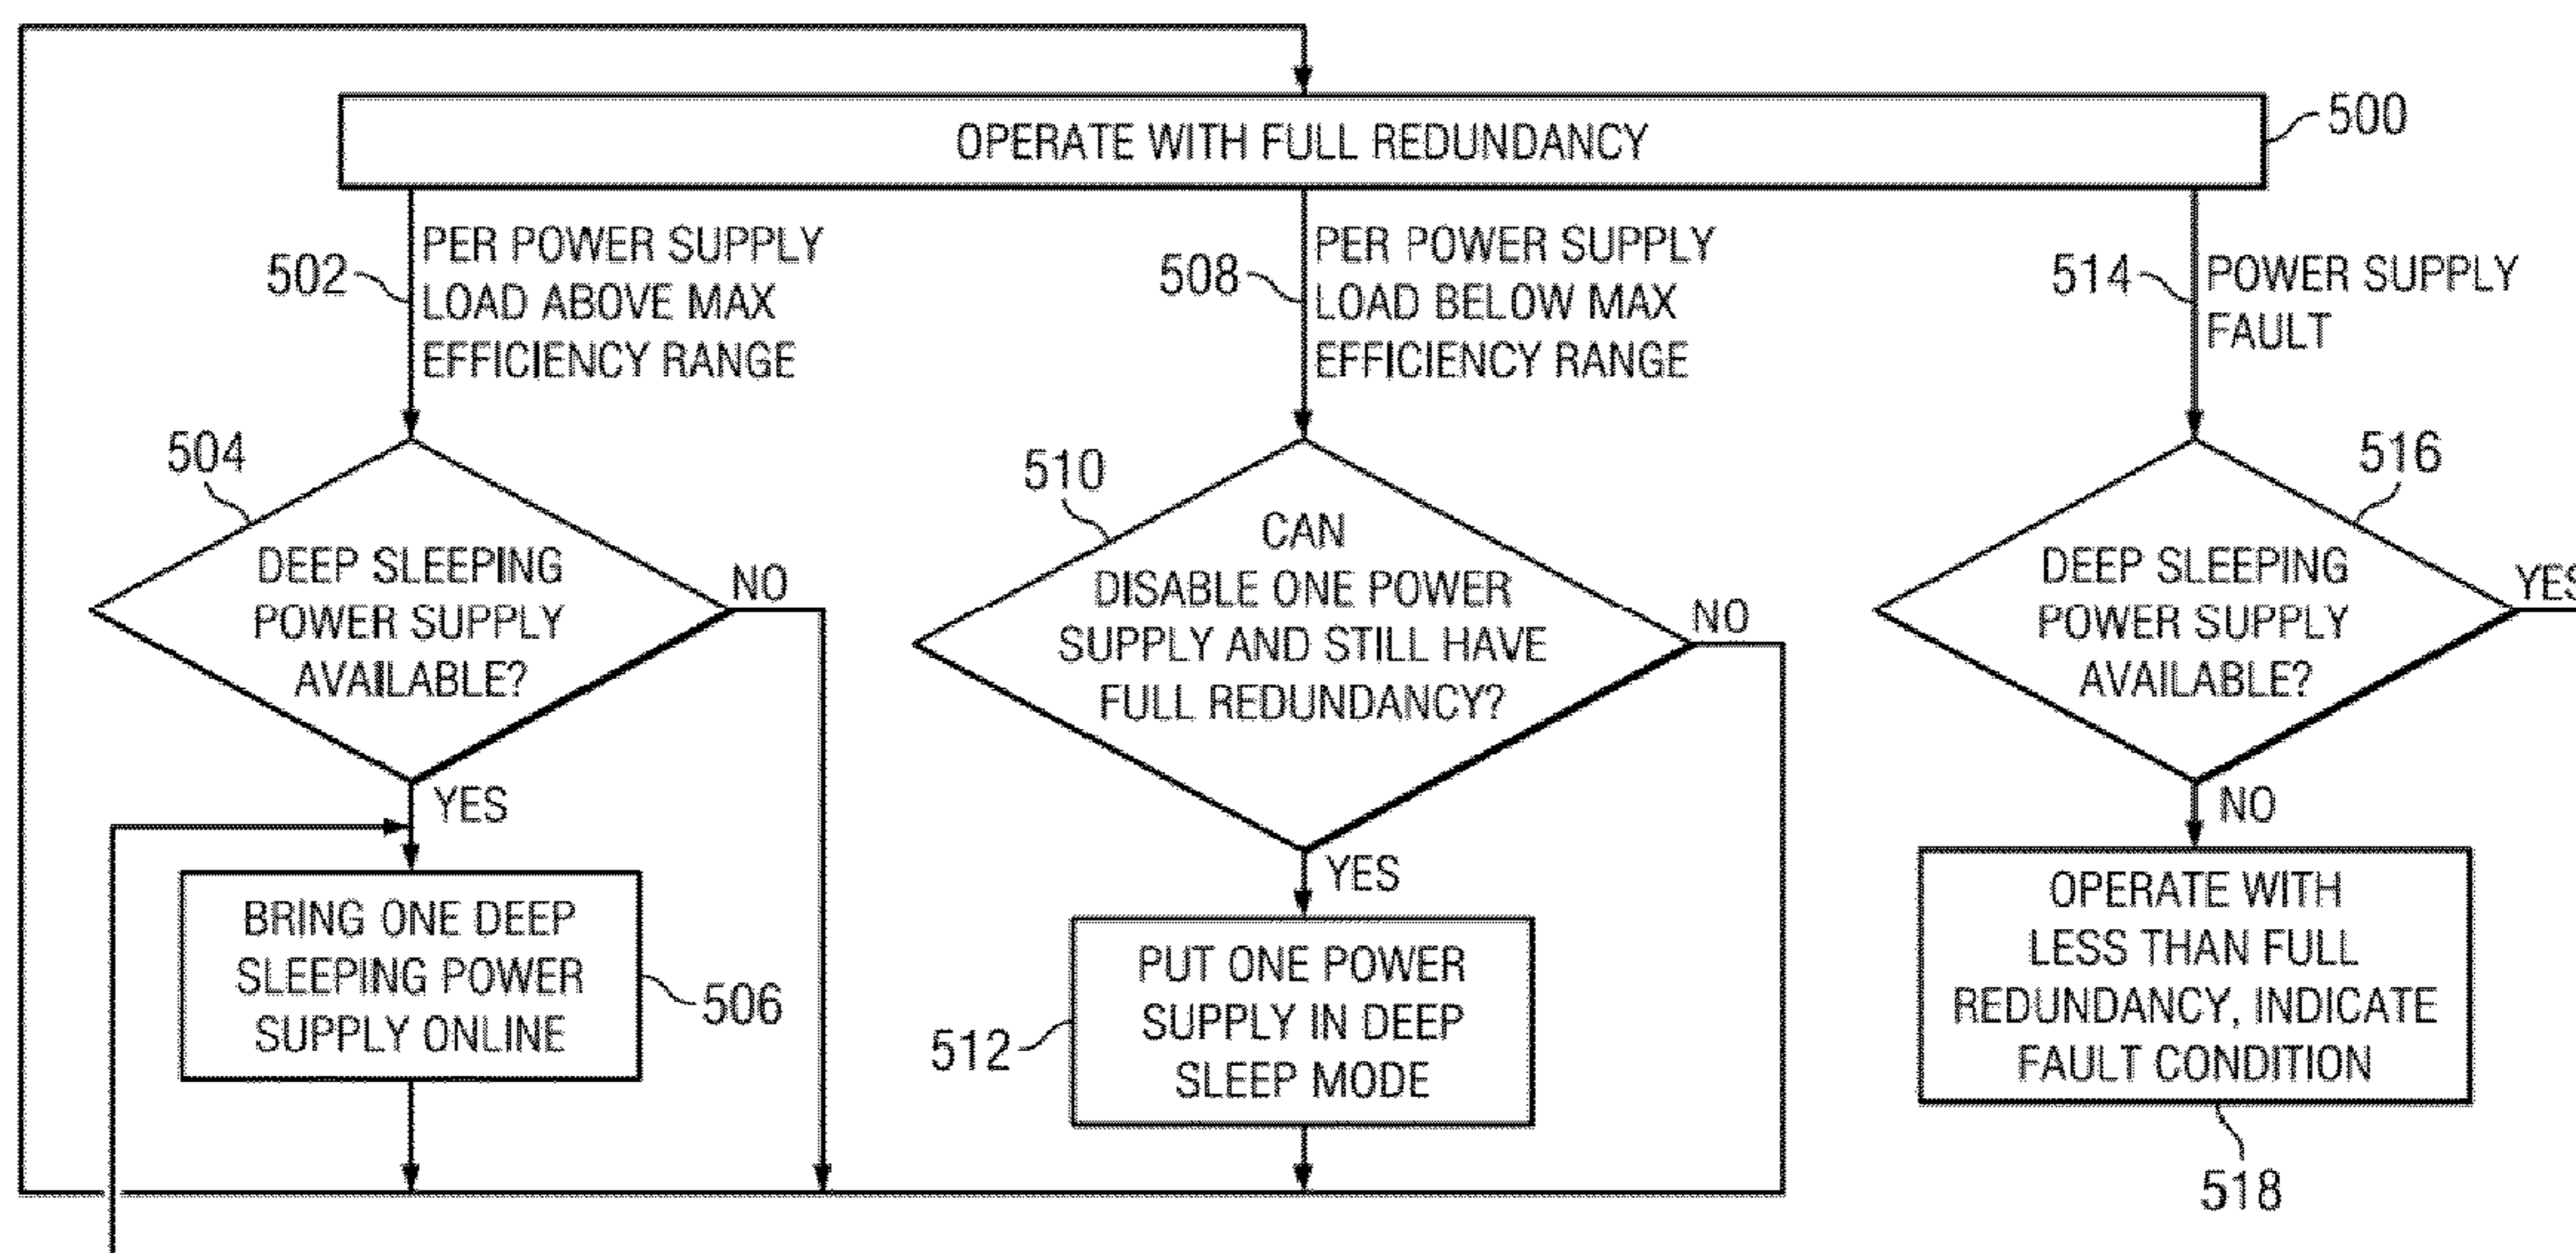 OPERATE WITH FULL REDUNDANCY
500
502
PER POWER SUPPLY
LOAD ABOVE MAX
EFFICIENCY RANGE
508
PER POWER SUPPLY
LOAD BELOW MAX
EFFICIENCY RANGE
514
POWER SUPPLY
FAULT
504
DEEP SLEEPING
POWER SUPPLY
AVAILABLE?
NO
YES
510
CAN
DISABLE ONE POWER
SUPPLY AND STILL HAVE
FULL REDUNDANCY?
NO
YES
516
DEEP SLEEPING
POWER SUPPLY
AVAILABLE?
YES
NO
BRING ONE DEEP
SLEEPING POWER
SUPPLY ONLINE
506
PUT ONE POWER
SUPPLY IN DEEP
SLEEP MODE
512
OPERATE WITH
LESS THAN FULL
REDUNDANCY, INDICATE
FAULT CONDITION
518